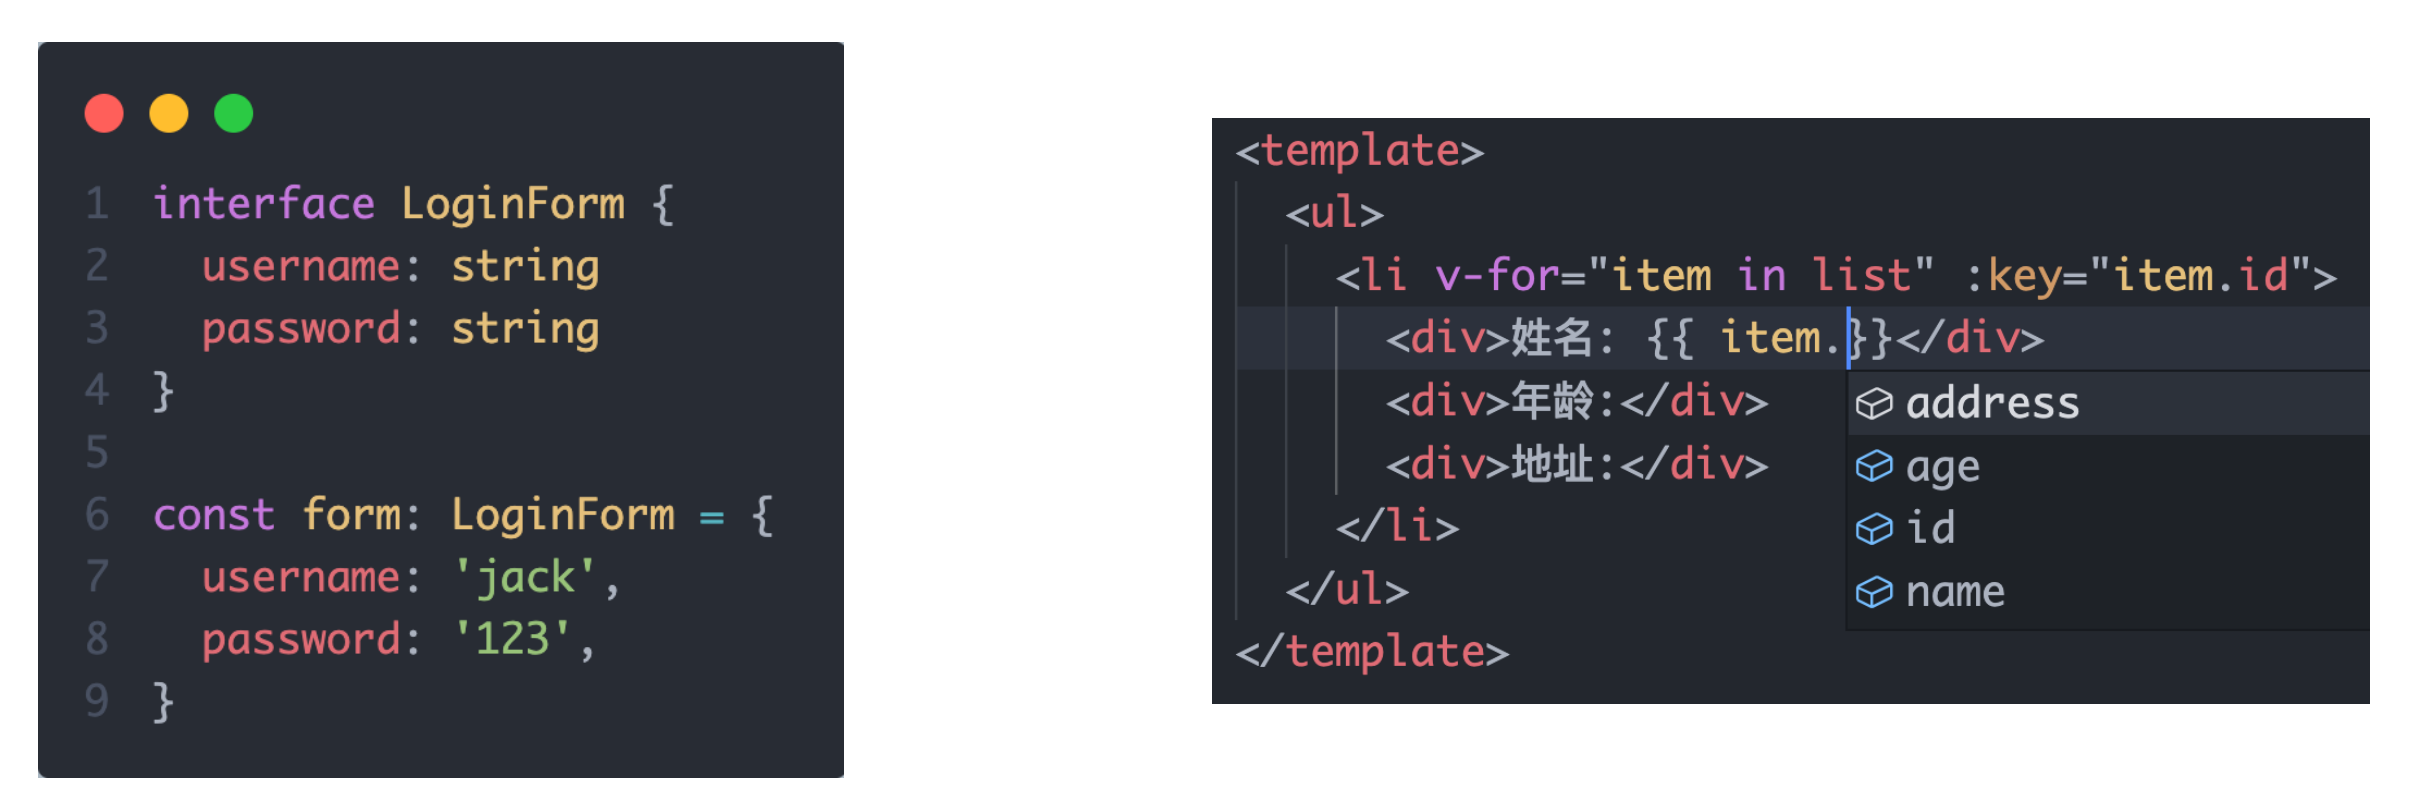 1 interface LoginForm {
2   username: string
3   password: string
4 }
5
6 const form: LoginForm = {
7   username: 'jack',
8   password: '123',
9 }
<template>
  <ul>
    <li v-for="item in list" :key="item.id">
      <div>姓名: {{ item.}}</div>
      <div>年龄:</div>
      <div>地址:</div>
    </li>
  </ul>
</template>
address
age
id
name